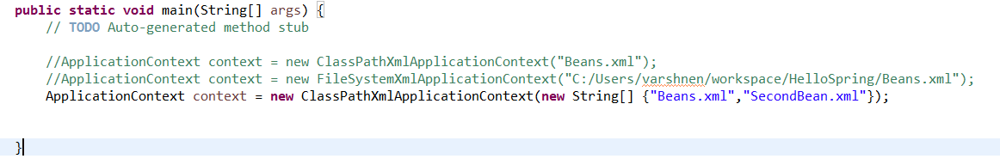 public static void main(String[] args) {
// TODO Auto-generated method stub
//ApplicationContext context = new ClassPathXmlApplicationContext("Beans.xml");
//ApplicationContext context = new FileSystemXmlApplicationContext("C:/Users/varshnen/workspace/HelloSpring/Beans.xml");
ApplicationContext context = new ClassPathXmlApplicationContext(new String[] {"Beans.xml","SecondBean.xml"});
}